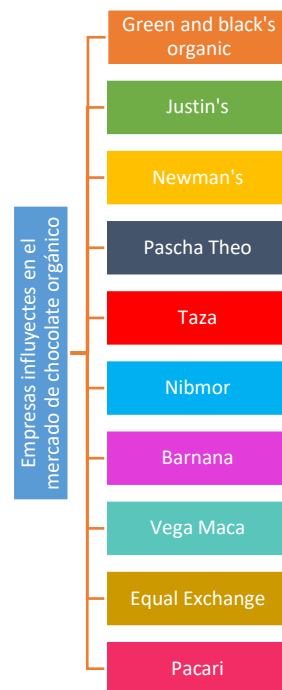 Empresas influyectes en el
mercado de chocolate orgánico
Green and black's
organic
Justin's
Newman's
Pascha Theo
Taza
Nibmor
Barnana
Vega Maca
Equal Exchange
Pacari